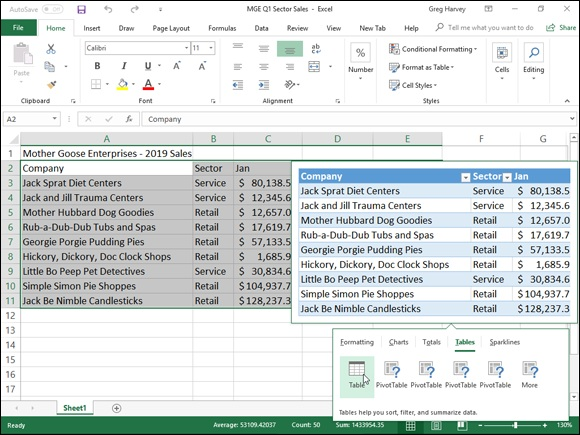 AutoSave Off MGE Q1 Sector Sales - Excel Greg Harvey
File Home Insert Draw Page Layout Formulas Data Review View Help Tell me Share
Paste Calibri 11 Number Conditional Formatting Format as Table Cell Styles Cells Editing
B I U A A ab
Clipboard Font Alignment Styles
A2 fx Company
A B C D E F G
1 Mother Goose Enterprises - 2019 Sales
2 Company Sector Jan
3 Jack Sprat Diet Centers Service $ 80,138.5
4 Jack and Jill Trauma Centers Service $ 12,345.6
5 Mother Hubbard Dog Goodies Retail $ 12,657.0
6 Rub-a-Dub-Dub Tubs and Spas Retail $ 17,619.7
7 Georgie Porgie Pudding Pies Retail $ 57,133.5
8 Hickory, Dickory, Doc Clock Shops Retail $ 1,685.9
9 Little Bo Peep Pet Detectives Service $ 30,834.6
10 Simple Simon Pie Shoppes Retail $104,937.7
11 Jack Be Nimble Candlesticks Retail $128,237.3
12
13
14
15
16
17
Company Sector Jan
Jack Sprat Diet Centers Service $ 80,138.5
Jack and Jill Trauma Centers Service $ 12,345.6
Mother Hubbard Dog Goodies Retail $ 12,657.0
Rub-a-Dub-Dub Tubs and Spas Retail $ 17,619.7
Georgie Porgie Pudding Pies Retail $ 57,133.5
Hickory, Dickory, Doc Clock Shops Retail $ 1,685.9
Little Bo Peep Pet Detectives Service $ 30,834.6
Simple Simon Pie Shoppes Retail $104,937.7
Jack Be Nimble Candlesticks Retail $128,237.3
Formatting Charts Totals Tables Sparklines
Table PivotTable PivotTable PivotTable PivotTable More
Tables help you sort, filter, and summarize data.
Sheet1
Ready Average: 53109.42037 Count: 50 Sum: 1433954.35 130%